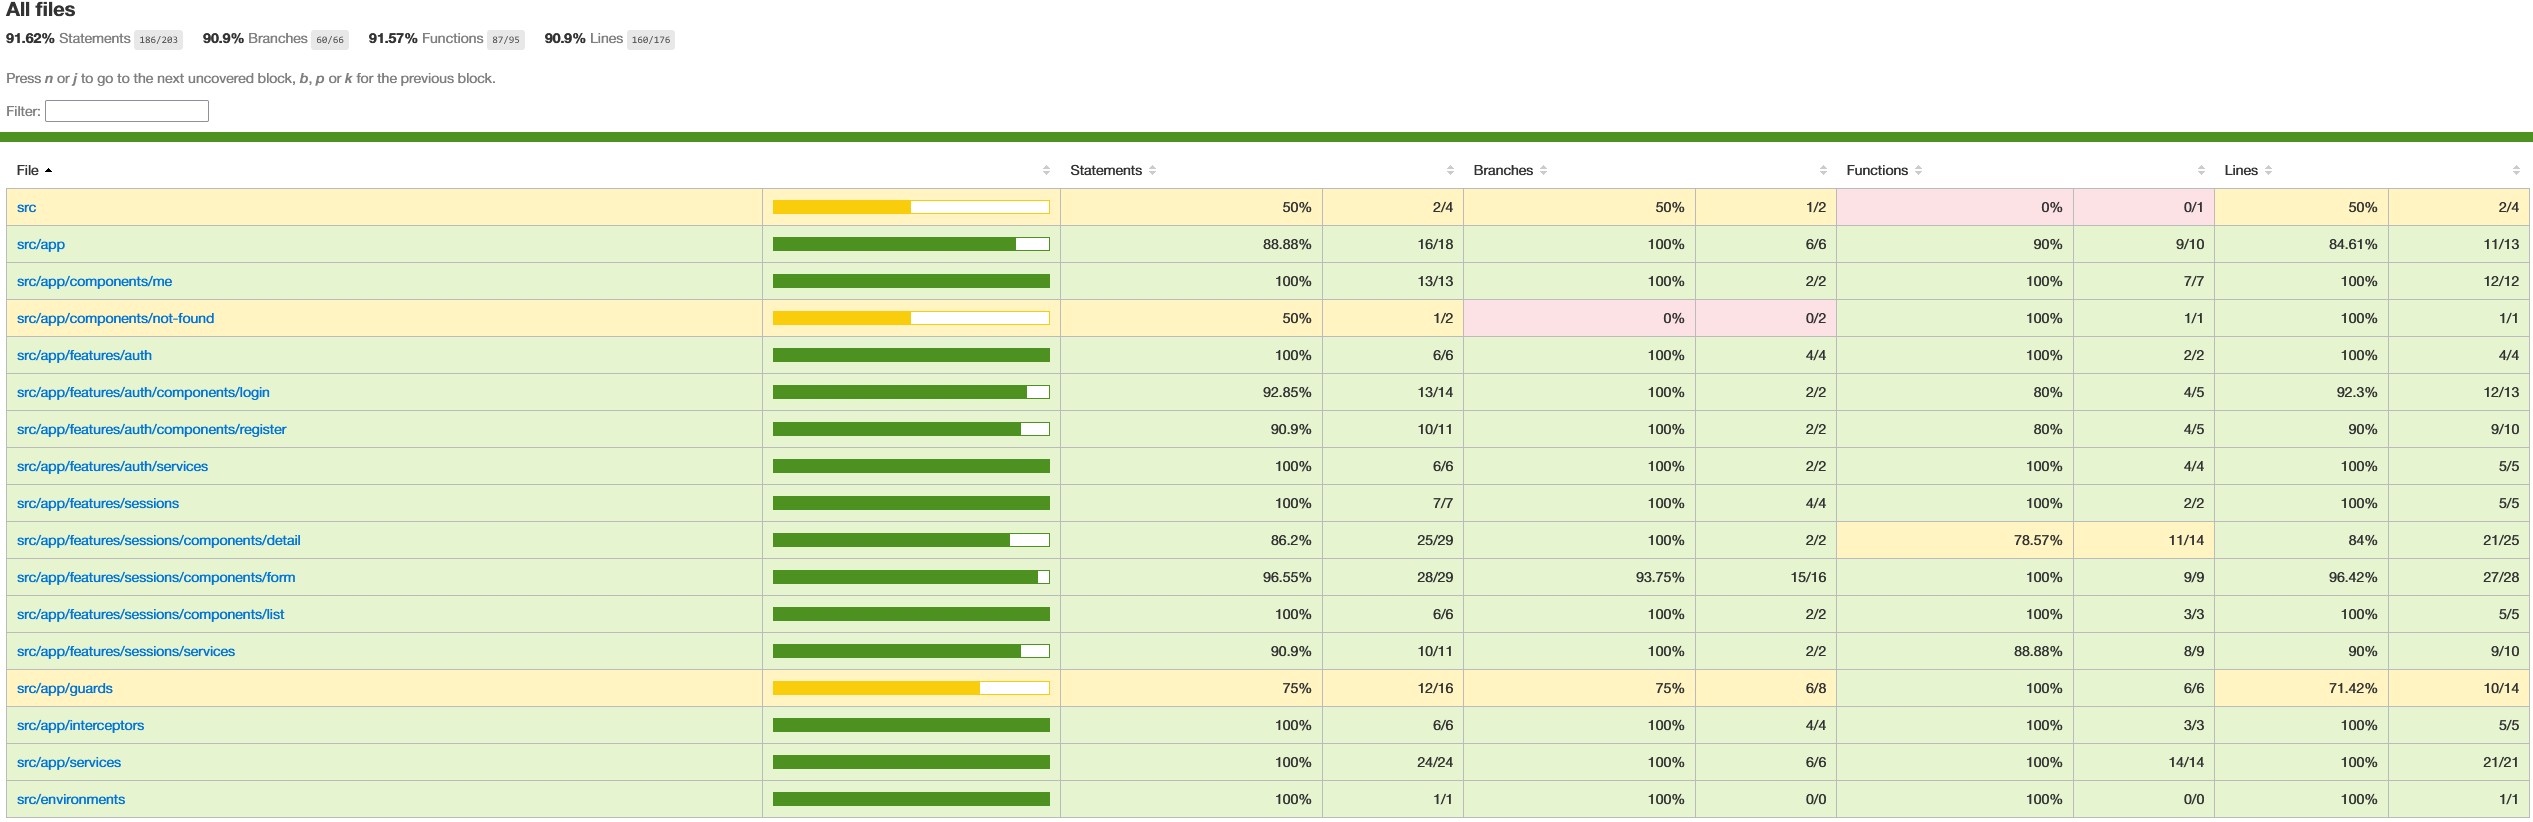 All files
91.62% Statements 186/203 90.9% Branches 60/66 91.57% Functions 87/95 90.9% Lines 160/176
Press n or j to go to the next uncovered block, b, p or k for the previous block.
Filter:
File Statements Branches Functions Lines
src 50% 2/4 50% 1/2 0% 0/1 50% 2/4
src/app 88.88% 16/18 100% 6/6 90% 9/10 84.61% 11/13
src/app/components/me 100% 13/13 100% 2/2 100% 7/7 100% 12/12
src/app/components/not-found 50% 1/2 0% 0/2 100% 1/1 100% 1/1
src/app/features/auth 100% 6/6 100% 4/4 100% 2/2 100% 4/4
src/app/features/auth/components/login 92.85% 13/14 100% 2/2 80% 4/5 92.3% 12/13
src/app/features/auth/components/register 90.9% 10/11 100% 2/2 80% 4/5 90% 9/10
src/app/features/auth/services 100% 6/6 100% 2/2 100% 4/4 100% 5/5
src/app/features/sessions 100% 7/7 100% 4/4 100% 2/2 100% 5/5
src/app/features/sessions/components/detail 86.2% 25/29 100% 2/2 78.57% 11/14 84% 21/25
src/app/features/sessions/components/form 96.55% 28/29 93.75% 15/16 100% 9/9 96.42% 27/28
src/app/features/sessions/components/list 100% 6/6 100% 2/2 100% 3/3 100% 5/5
src/app/features/sessions/services 90.9% 10/11 100% 2/2 88.88% 8/9 90% 9/10
src/app/guards 75% 12/16 75% 6/8 100% 6/6 71.42% 10/14
src/app/interceptors 100% 6/6 100% 4/4 100% 3/3 100% 5/5
src/app/services 100% 24/24 100% 6/6 100% 14/14 100% 21/21
src/environments 100% 1/1 100% 0/0 100% 0/0 100% 1/1